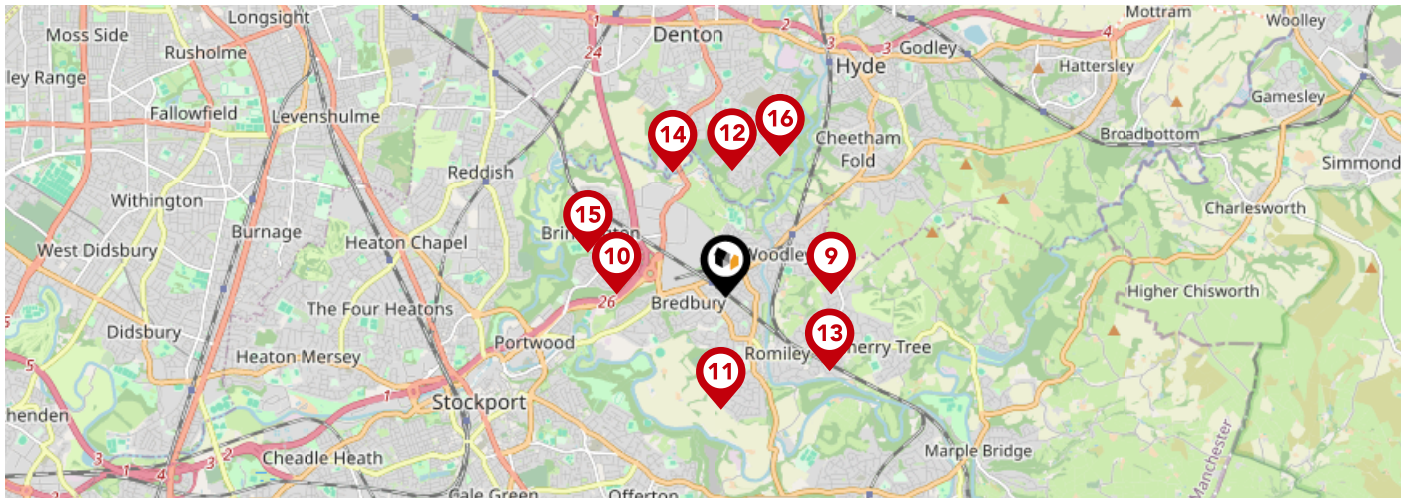 Longsight
Mottram
Moss Side
1
2
Woolley
Rusholme
24
Denton
3
3
Godley
4
ley Range
Hyde
Hattersley
Gamesley
Fallowfield
Levenshulme
14
12
16
Cheetham
Fold
Broadbottom
Simmond
Reddish
Withington
15
Charlesworth
Burnage
Heaton Chapel
West Didsbury
10
Woodley
9
26
Bredbury
Higher Chisworth
The Four Heatons
5
Didsbury
Portwood
13
Romiley
herry Tree
Heaton Mersey
5
11
1
Stockport
henden
Marple Bridge
3
1
4
3
2
Cheadle Heath
Manchester
2
Gale Green
Offerton